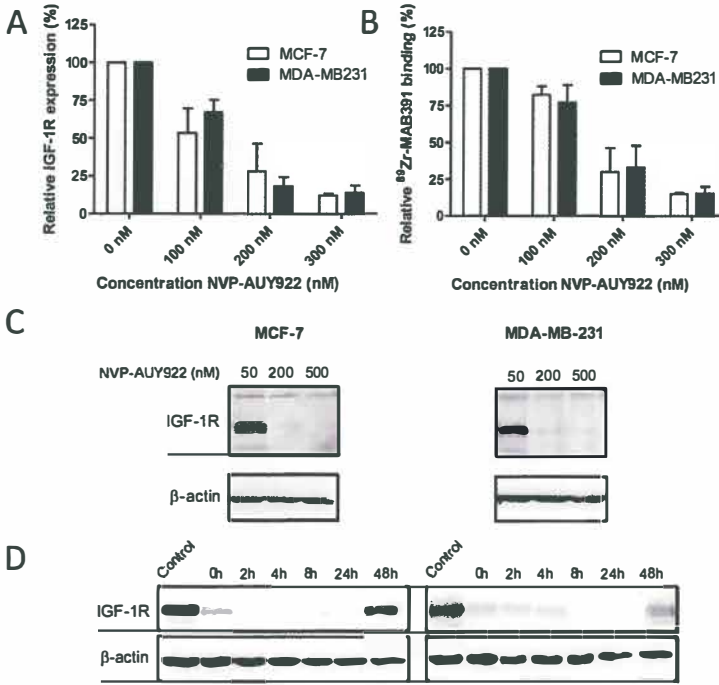 A
Relative IGF-1R expression (%)
125
100
75
50
25
0
MCF-7
MDA-MB231
0 nM
100 nM
200 nM
300 nM
Concentration NVP-AUY922 (nM)
B
Relative ⁸⁹Zr-MAB391 binding (%)
125
100
75
50
25
0
MCF-7
MDA-MB231
0 nM
100 nM
200 nM
300 nM
Concentration NVP-AUY922 (nM)
C
MCF-7
MDA-MB-231
NVP-AUY922 (nM) 50 200 500
50 200 500
IGF-1R
β-actin
D
Control 0h 2h 4h 8h 24h 48h
Control 0h 2h 4h 8h 24h 48h
IGF-1R
β-actin